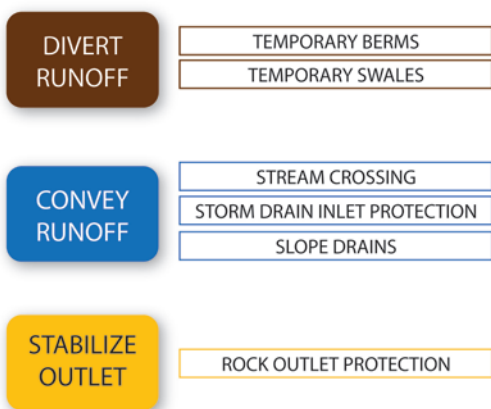 DIVERT
RUNOFF
TEMPORARY BERMS
TEMPORARY SWALES
CONVEY
RUNOFF
STREAM CROSSING
STORM DRAIN INLET PROTECTION
SLOPE DRAINS
STABILIZE
OUTLET
ROCK OUTLET PROTECTION